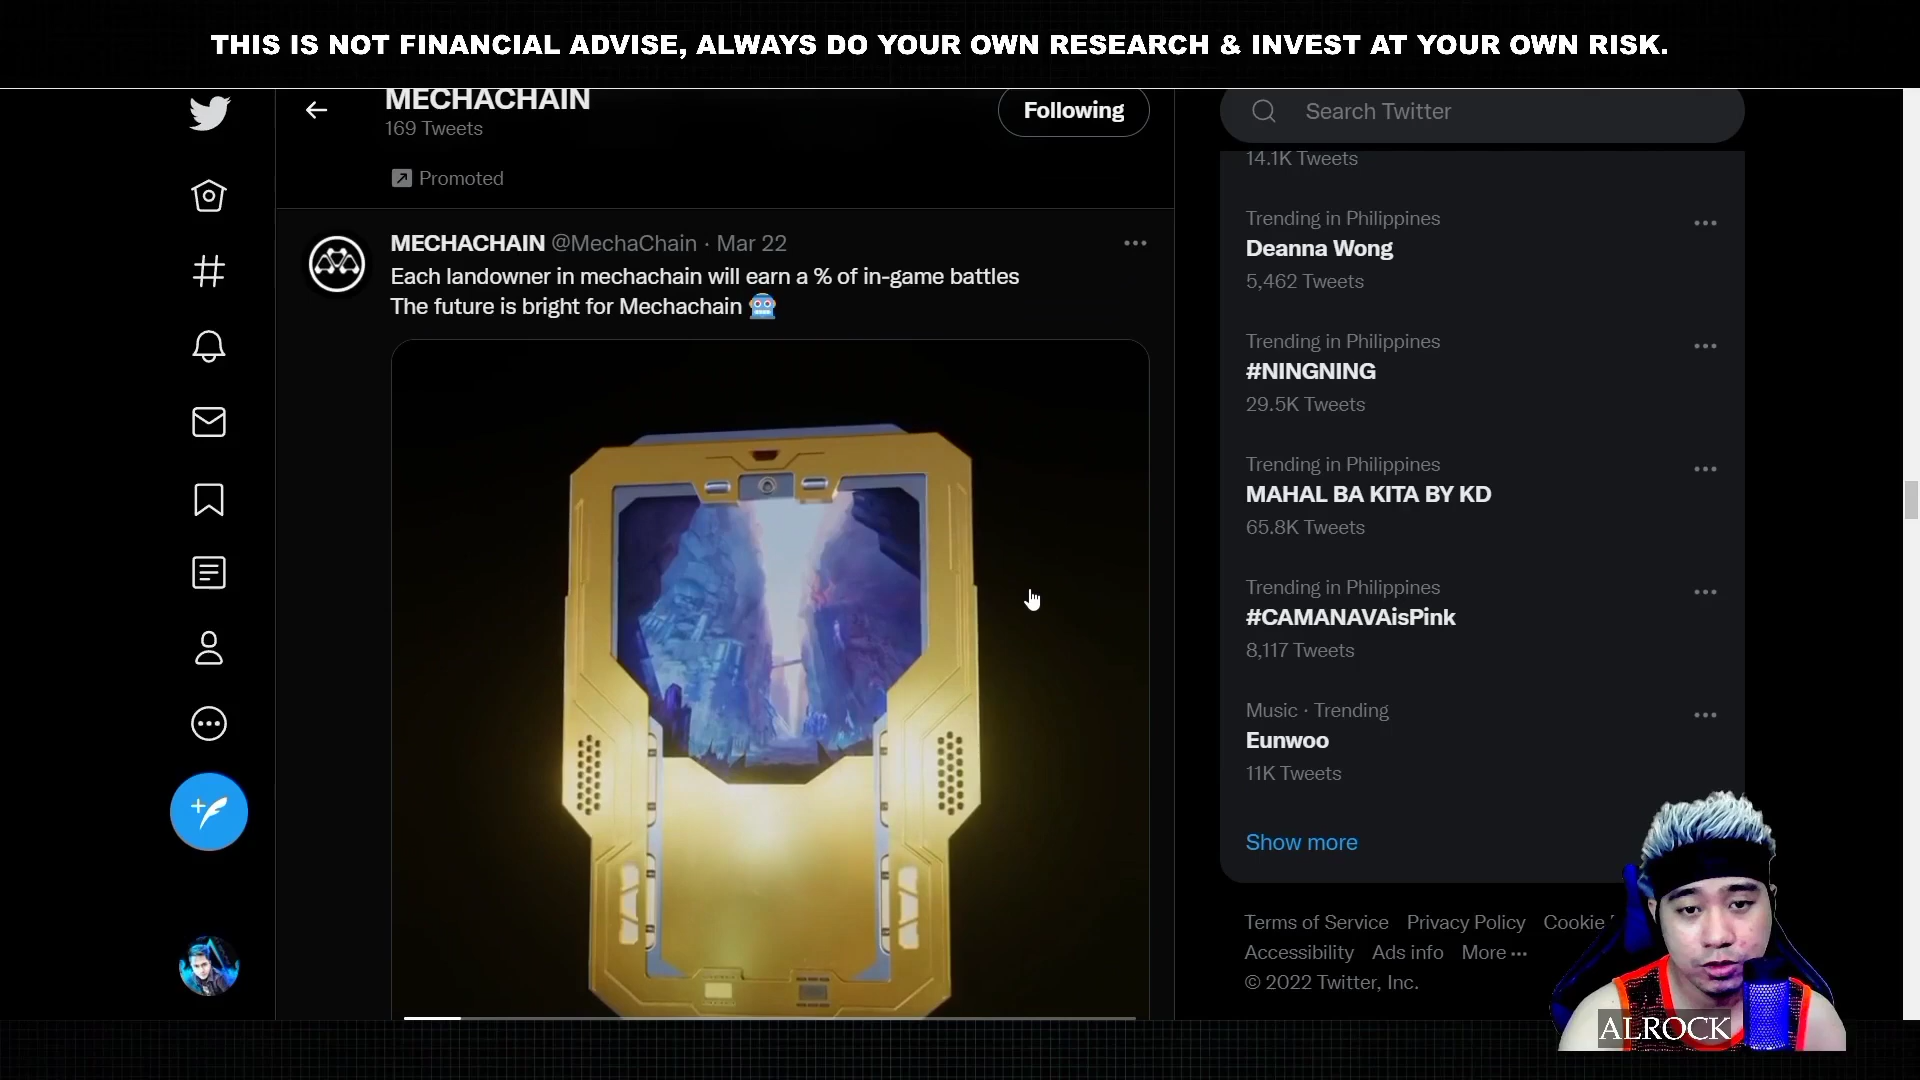 THIS IS NOT FINANCIAL ADVISE, ALWAYS DO YOUR OWN RESEARCH & INVEST AT YOUR OWN RISK.
MECHACHAIN
169 Tweets
Following
Promoted
MECHACHAIN @MechaChain · Mar 22
Each landowner in mechachain will earn a % of in-game battles
The future is bright for Mechachain
Search Twitter
14.1K Tweets
Trending in Philippines
Deanna Wong
5,462 Tweets
Trending in Philippines
#NINGNING
29.5K Tweets
Trending in Philippines
MAHAL BA KITA BY KD
65.8K Tweets
Trending in Philippines
#CAMANAVAisPink
8,117 Tweets
Music · Trending
Eunwoo
11K Tweets
Show more
Terms of Service Privacy Policy Cookie
Accessibility Ads info More ···
© 2022 Twitter, Inc.
ALROCK